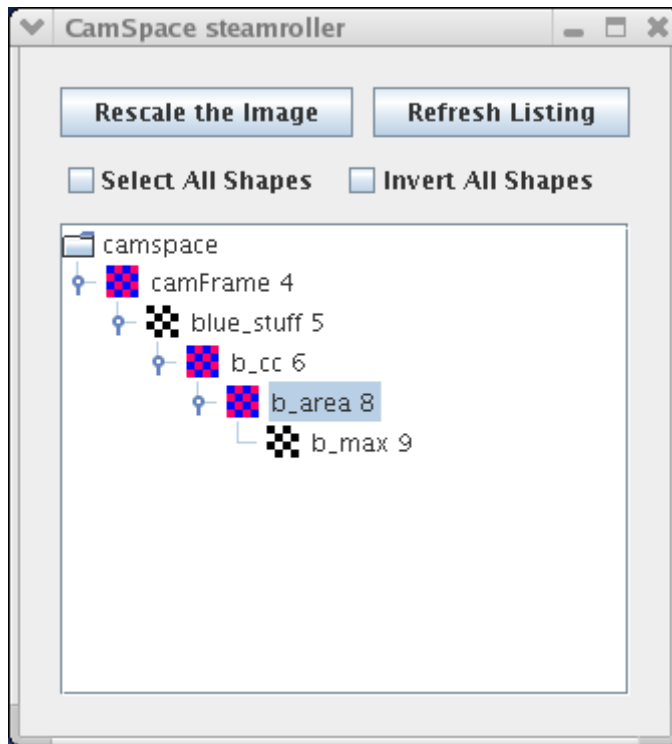 CamSpace steamroller
Rescale the Image Refresh Listing
Select All Shapes Invert All Shapes
camspace
camFrame 4
blue_stuff 5
b_cc 6
b_area 8
b_max 9